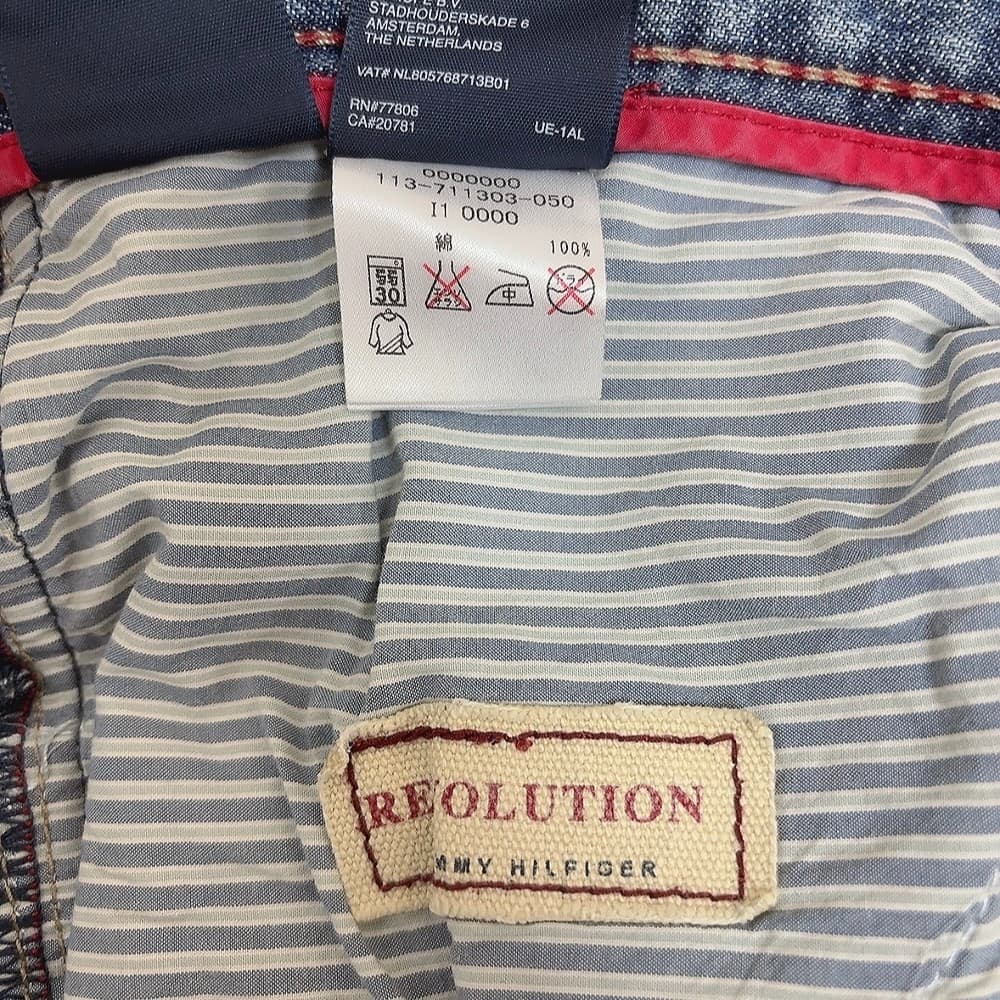 STADHOUDERSKADE 6
AMSTERDAM,
THE NETHERLANDS
VAT# NL805768713B01
RN#77806
CA#20781
UE-1AL
0000000
113-711303-050
I1 0000
綿 100%
30
中
REVOLUTION
MMY HILFIGER